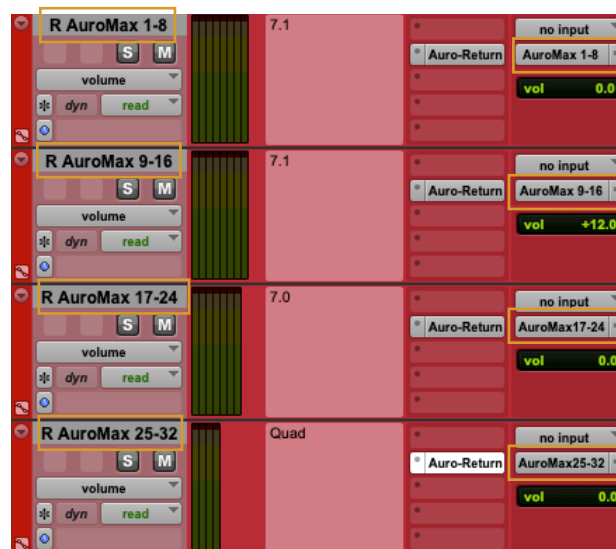 R AuroMax 1-8
7.1
no input
S M
Auro-Return
AuroMax 1-8
volume
vol 0.0
dyn read
R AuroMax 9-16
7.1
no input
S M
Auro-Return
AuroMax 9-16
volume
vol +12.0
dyn read
R AuroMax 17-24
7.0
no input
S M
Auro-Return
AuroMax17-24
volume
vol 0.0
dyn read
R AuroMax 25-32
Quad
no input
S M
Auro-Return
AuroMax25-32
volume
vol 0.0
dyn read